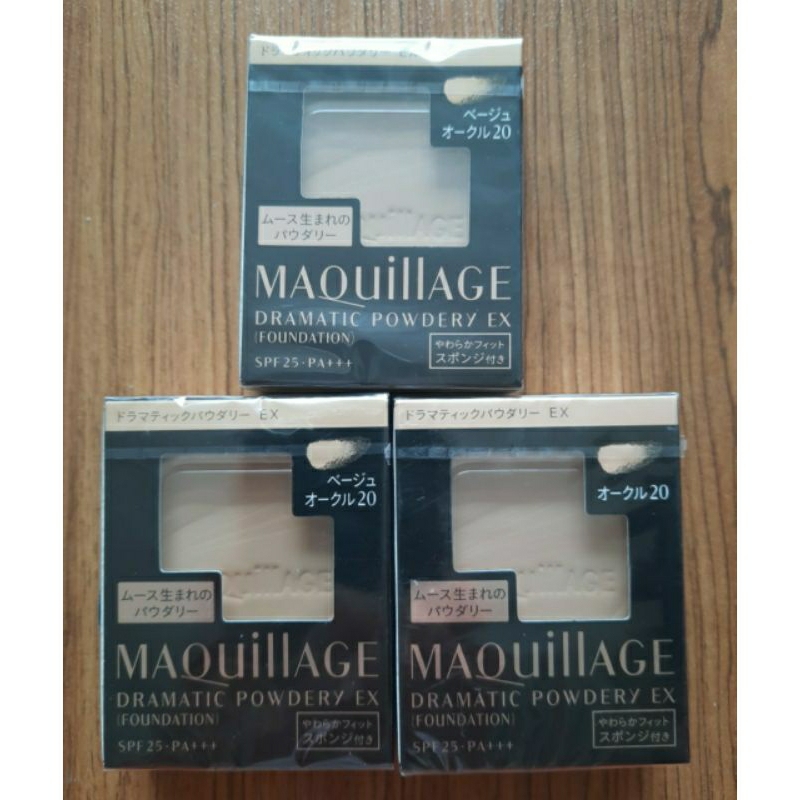 ドラマティックパウダリー EX
ベージュ
オークル20
ムース生まれの
パウダリー
QuillAGE
MAQuillAGE
DRAMATIC POWDERY EX
(FOUNDATION)
やわらかフィット
スポンジ付き
SPF25・PA+++
ドラマティックパウダリー EX
ベージュ
オークル20
QuillAGE
ムース生まれの
パウダリー
MAQuillAGE
DRAMATIC POWDERY EX
(FOUNDATION)
やわらかフィット
スポンジ付き
SPF25・PA+++
ドラマティックパウダリー EX
オークル20
QuillAGE
ムース生まれの
パウダリー
MAQuillAGE
DRAMATIC POWDERY EX
(FOUNDATION)
やわらかフィット
スポンジ付き
SPF25・PA+++